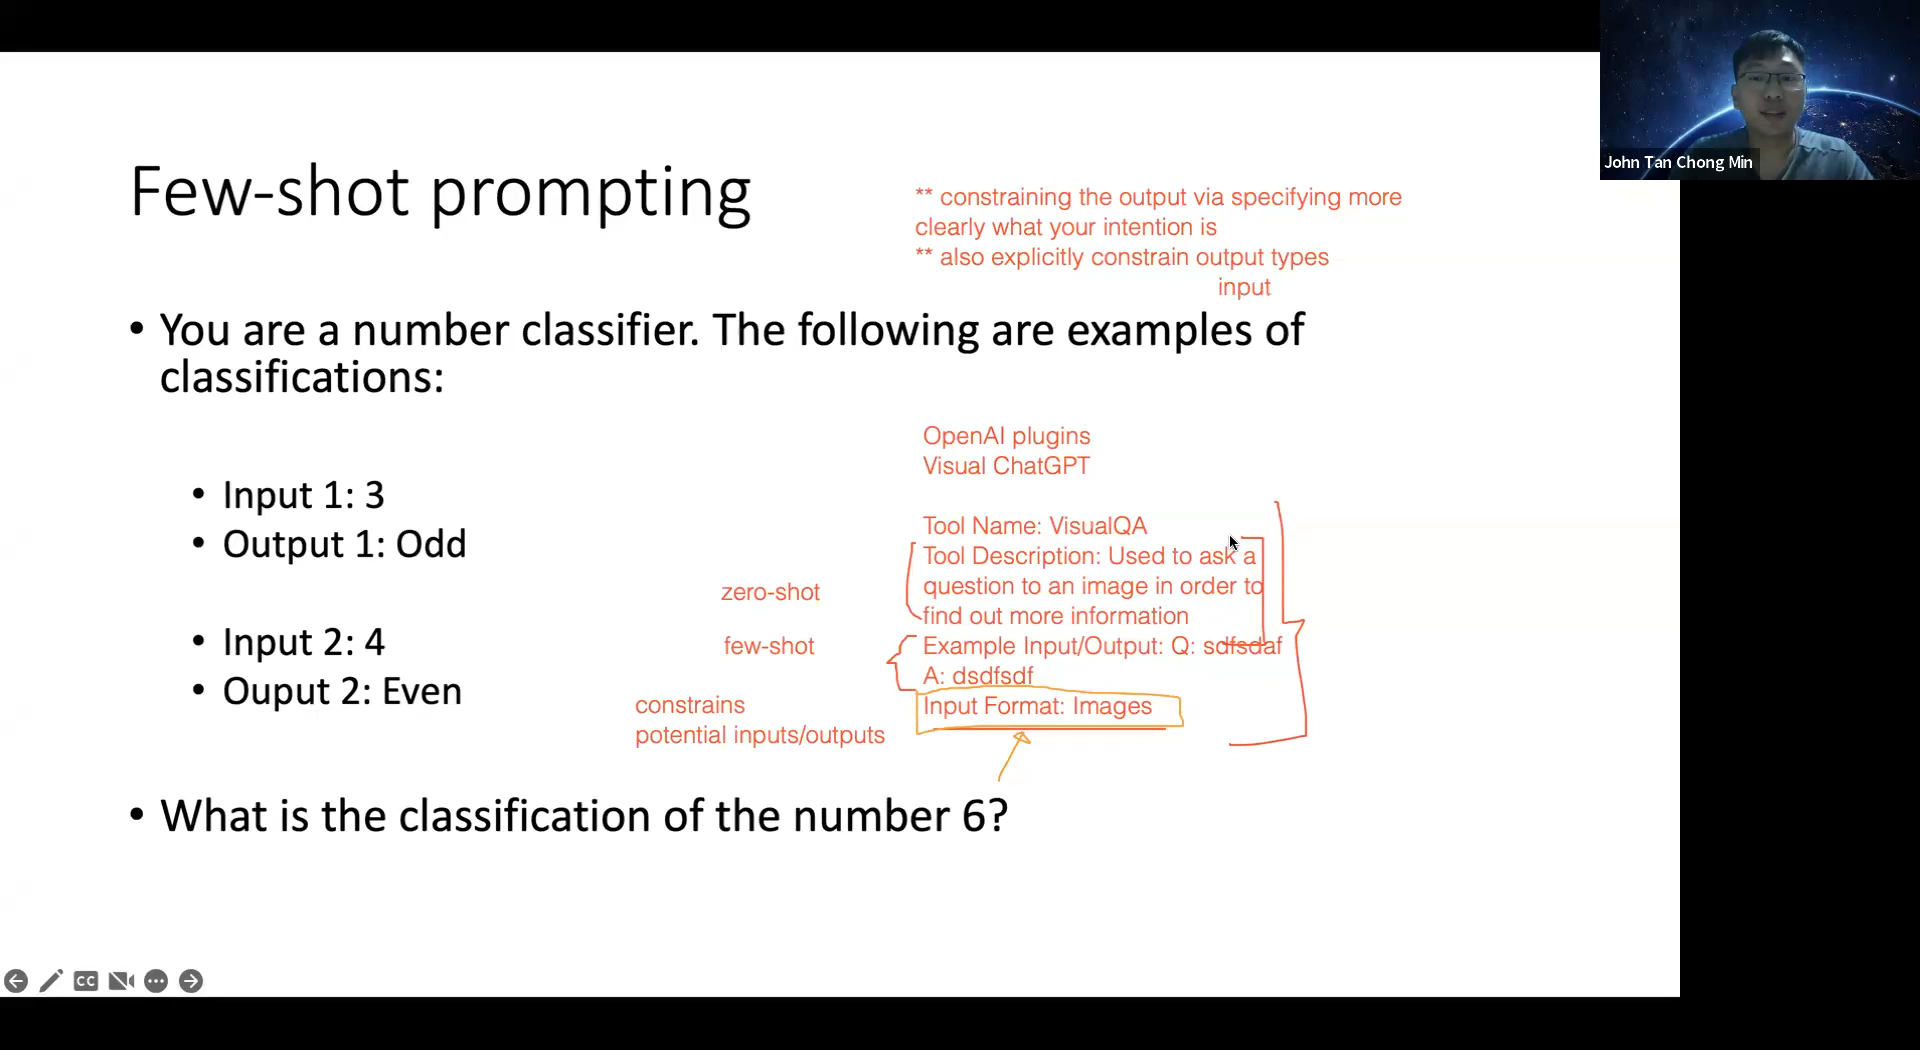 John Tan Chong Min
Few-shot prompting
** constraining the output via specifying more
clearly what your intention is
** also explicitly constrain output types
input
• You are a number classifier. The following are examples of
classifications:
OpenAI plugins
Visual ChatGPT
• Input 1: 3
• Output 1: Odd
• Input 2: 4
• Ouput 2: Even
Tool Name: VisualQA
Tool Description: Used to ask a
question to an image in order to
find out more information
Example Input/Output: Q: sdfsdaf
A: dsdfsdf
Input Format: Images
zero-shot
few-shot
constrains
potential inputs/outputs
• What is the classification of the number 6?
CC